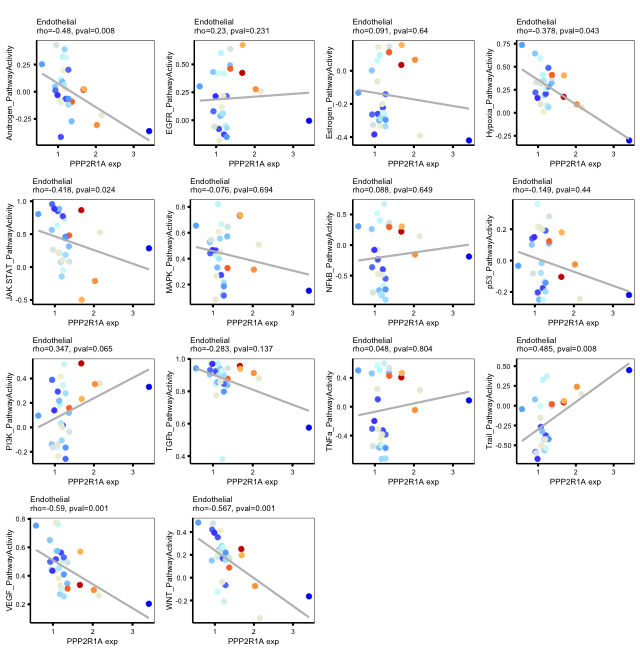 Endothelial
rho=-0.48, pval=0.008
Androgen_PathwayActivity
0.25
0.00
-0.25
1
2
3
PPP2R1A exp
Endothelial
rho=0.23, pval=0.231
EGFR_PathwayActivity
0.50
0.25
0.00
1
2
3
PPP2R1A exp
Endothelial
rho=0.091, pval=0.64
Estrogen_PathwayActivity
0.0
-0.2
-0.4
1
2
3
PPP2R1A exp
Endothelial
rho=-0.378, pval=0.043
Hypoxia_PathwayActivity
0.75
0.50
0.25
0.00
-0.25
1
2
3
PPP2R1A exp
Endothelial
rho=-0.418, pval=0.024
JAK-STAT_PathwayActivity
1.0
0.5
0.0
-0.5
1
2
3
PPP2R1A exp
Endothelial
rho=-0.076, pval=0.694
MAPK_PathwayActivity
0.8
0.6
0.4
0.2
1
2
3
PPP2R1A exp
Endothelial
rho=0.088, pval=0.649
NFkB_PathwayActivity
0.5
0.0
-0.5
1
2
3
PPP2R1A exp
Endothelial
rho=-0.149, pval=0.44
p53_PathwayActivity
0.2
0.0
-0.2
1
2
3
PPP2R1A exp
Endothelial
rho=0.347, pval=0.065
PI3K_PathwayActivity
0.4
0.2
0.0
-0.2
1
2
3
PPP2R1A exp
Endothelial
rho=-0.283, pval=0.137
TGFb_PathwayActivity
1.0
0.8
0.6
0.4
1
2
3
PPP2R1A exp
Endothelial
rho=0.048, pval=0.804
TNFa_PathwayActivity
0.4
0.0
-0.4
1
2
3
PPP2R1A exp
Endothelial
rho=0.485, pval=0.008
Trail_PathwayActivity
0.50
0.25
0.00
-0.25
-0.50
1
2
3
PPP2R1A exp
Endothelial
rho=-0.59, pval=0.001
VEGF_PathwayActivity
0.8
0.6
0.4
0.2
1
2
3
PPP2R1A exp
Endothelial
rho=-0.567, pval=0.001
WNT_PathwayActivity
0.4
0.2
0.0
-0.2
1
2
3
PPP2R1A exp